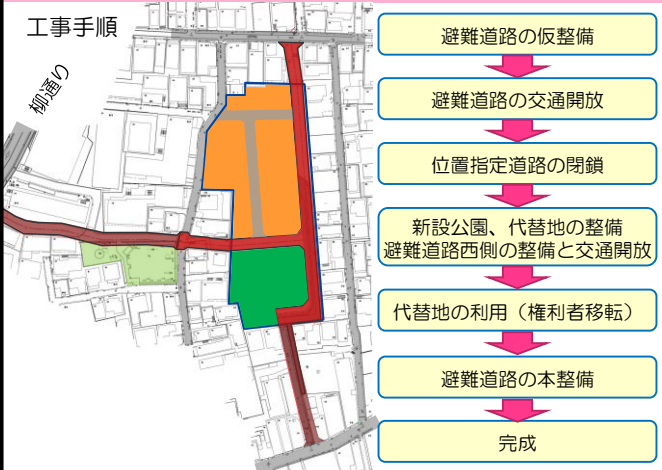 工事手順
柳通り
避難道路の仮整備
避難道路の交通開放
位置指定道路の閉鎖
新設公園、代替地の整備
避難道路西側の整備と交通開放
代替地の利用（権利者移転）
避難道路の本整備
完成